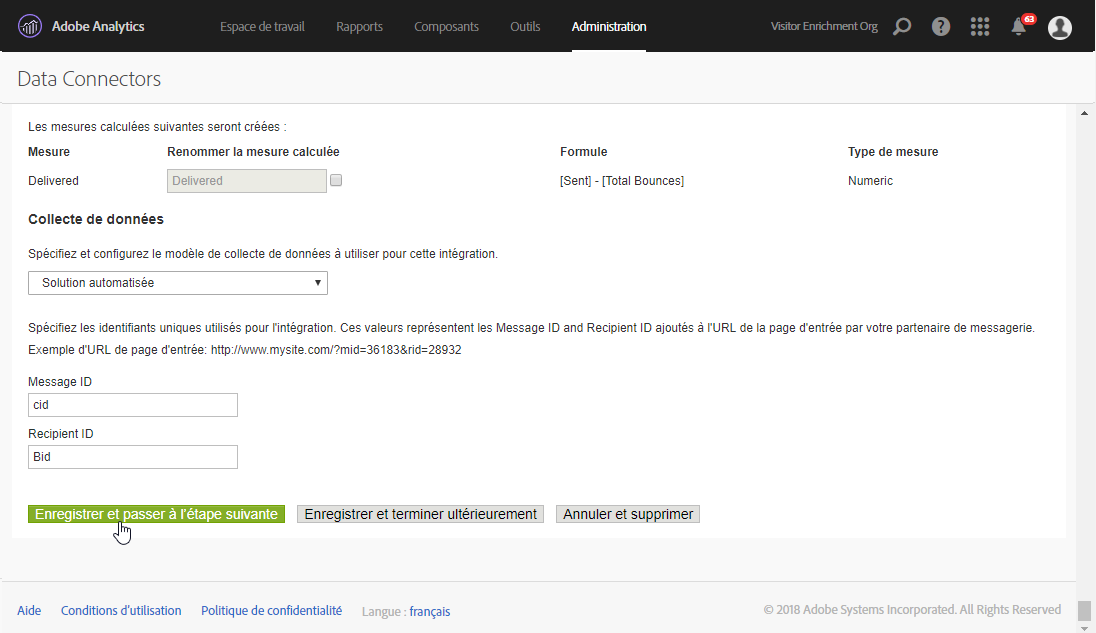 Adobe Analytics Espace de travail Rapports Composants Outils Administration Visitor Enrichment Org 63
Data Connectors
Les mesures calculées suivantes seront créées :
Mesure Renommer la mesure calculée Formule Type de mesure
Delivered Delivered [Sent] - [Total Bounces] Numeric
Collecte de données
Spécifiez et configurez le modèle de collecte de données à utiliser pour cette intégration.
Solution automatisée
Spécifiez les identifiants uniques utilisés pour l'intégration. Ces valeurs représentent les Message ID and Recipient ID ajoutés à l'URL de la page d'entrée par votre partenaire de messagerie.
Exemple d'URL de page d'entrée: http://www.mysite.com/?mid=36183&rid=28932
Message ID
cid
Recipient ID
Bid
Enregistrer et passer à l'étape suivante Enregistrer et terminer ultérieurement Annuler et supprimer
Aide Conditions d'utilisation Politique de confidentialité Langue : français © 2018 Adobe Systems Incorporated. All Rights Reserved